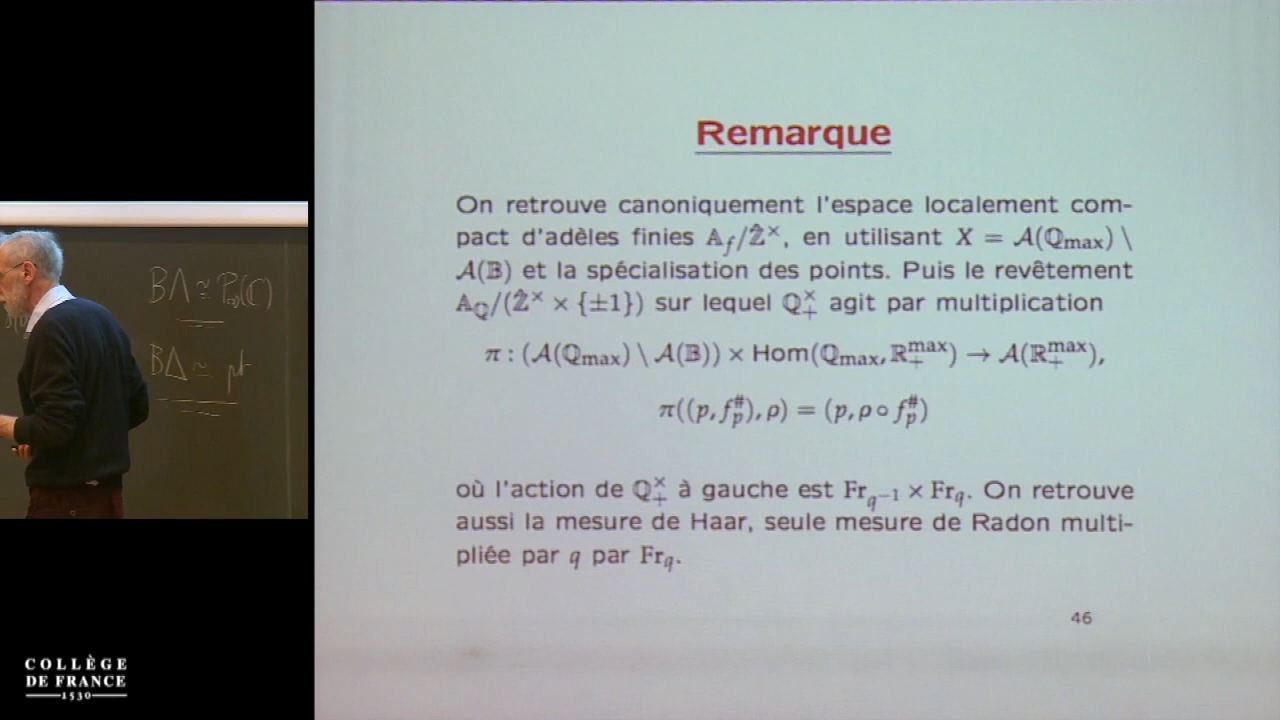 Remarque
On retrouve canoniquement l'espace localement com-
pact d'adèles finies 𝔸_f/ℤ̂^×, en utilisant X = 𝒜(ℚ_max) \
𝒜(𝔹) et la spécialisation des points. Puis le revêtement
𝔸_ℚ/(ℤ̂^× × {±1}) sur lequel ℚ_+^× agit par multiplication
π : (𝒜(ℚ_max) \ 𝒜(𝔹)) × Hom(ℚ_max, ℝ_+^max) → 𝒜(ℝ_+^max),
π((p, f_p^#), ρ) = (p, ρ ∘ f_p^#)
où l'action de ℚ_+^× à gauche est Fr_{q^{-1}} × Fr_q. On retrouve
aussi la mesure de Haar, seule mesure de Radon multi-
pliée par q par Fr_q.
46
BΔ ≃ pt
COLLÈGE
DE FRANCE
1530